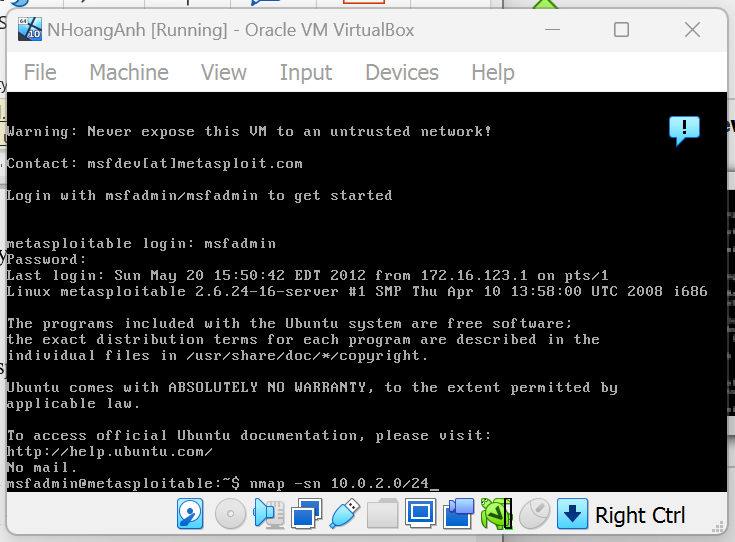 NHoangAnh [Running] - Oracle VM VirtualBox
File Machine View Input Devices Help
Warning: Never expose this VM to an untrusted network!
Contact: msfdev[at]metasploit.com
Login with msfadmin/msfadmin to get started
metasploitable login: msfadmin
Password:
Last login: Sun May 20 15:50:42 EDT 2012 from 172.16.123.1 on pts/1
Linux metasploitable 2.6.24-16-server #1 SMP Thu Apr 10 13:58:00 UTC 2008 i686
The programs included with the Ubuntu system are free software;
the exact distribution terms for each program are described in the
individual files in /usr/share/doc/*/copyright.
Ubuntu comes with ABSOLUTELY NO WARRANTY, to the extent permitted by
applicable law.
To access official Ubuntu documentation, please visit:
http://help.ubuntu.com/
No mail.
msfadmin@metasploitable:~$ nmap -sn 10.0.2.0/24_
Right Ctrl